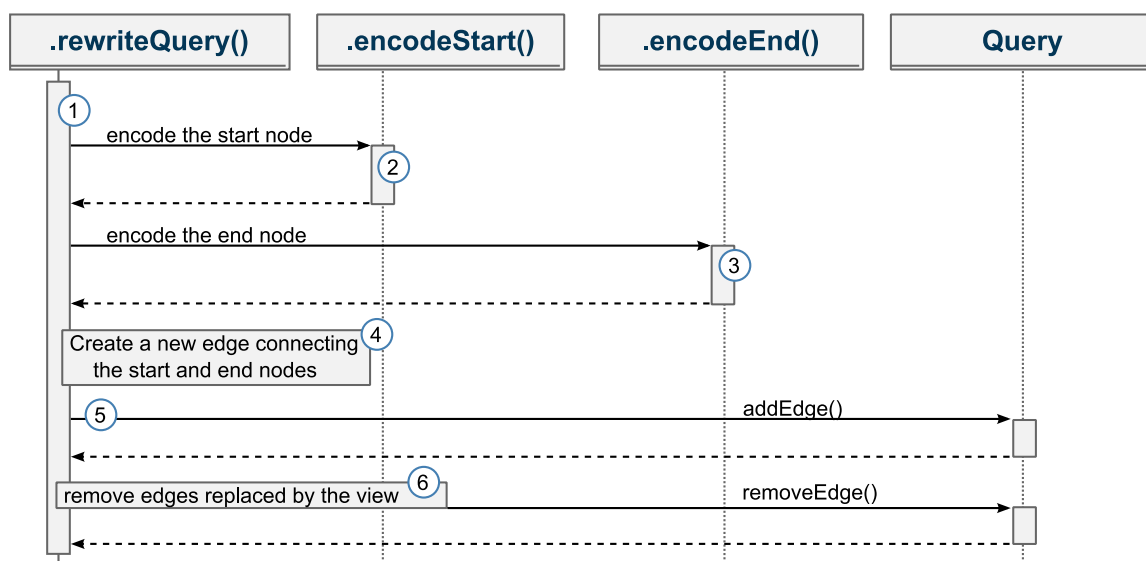 .rewriteQuery() .encodeStart() .encodeEnd() Query
1
encode the start node
2
encode the end node
3
4
Create a new edge connecting
the start and end nodes
5
addEdge()
6
remove edges replaced by the view
removeEdge()